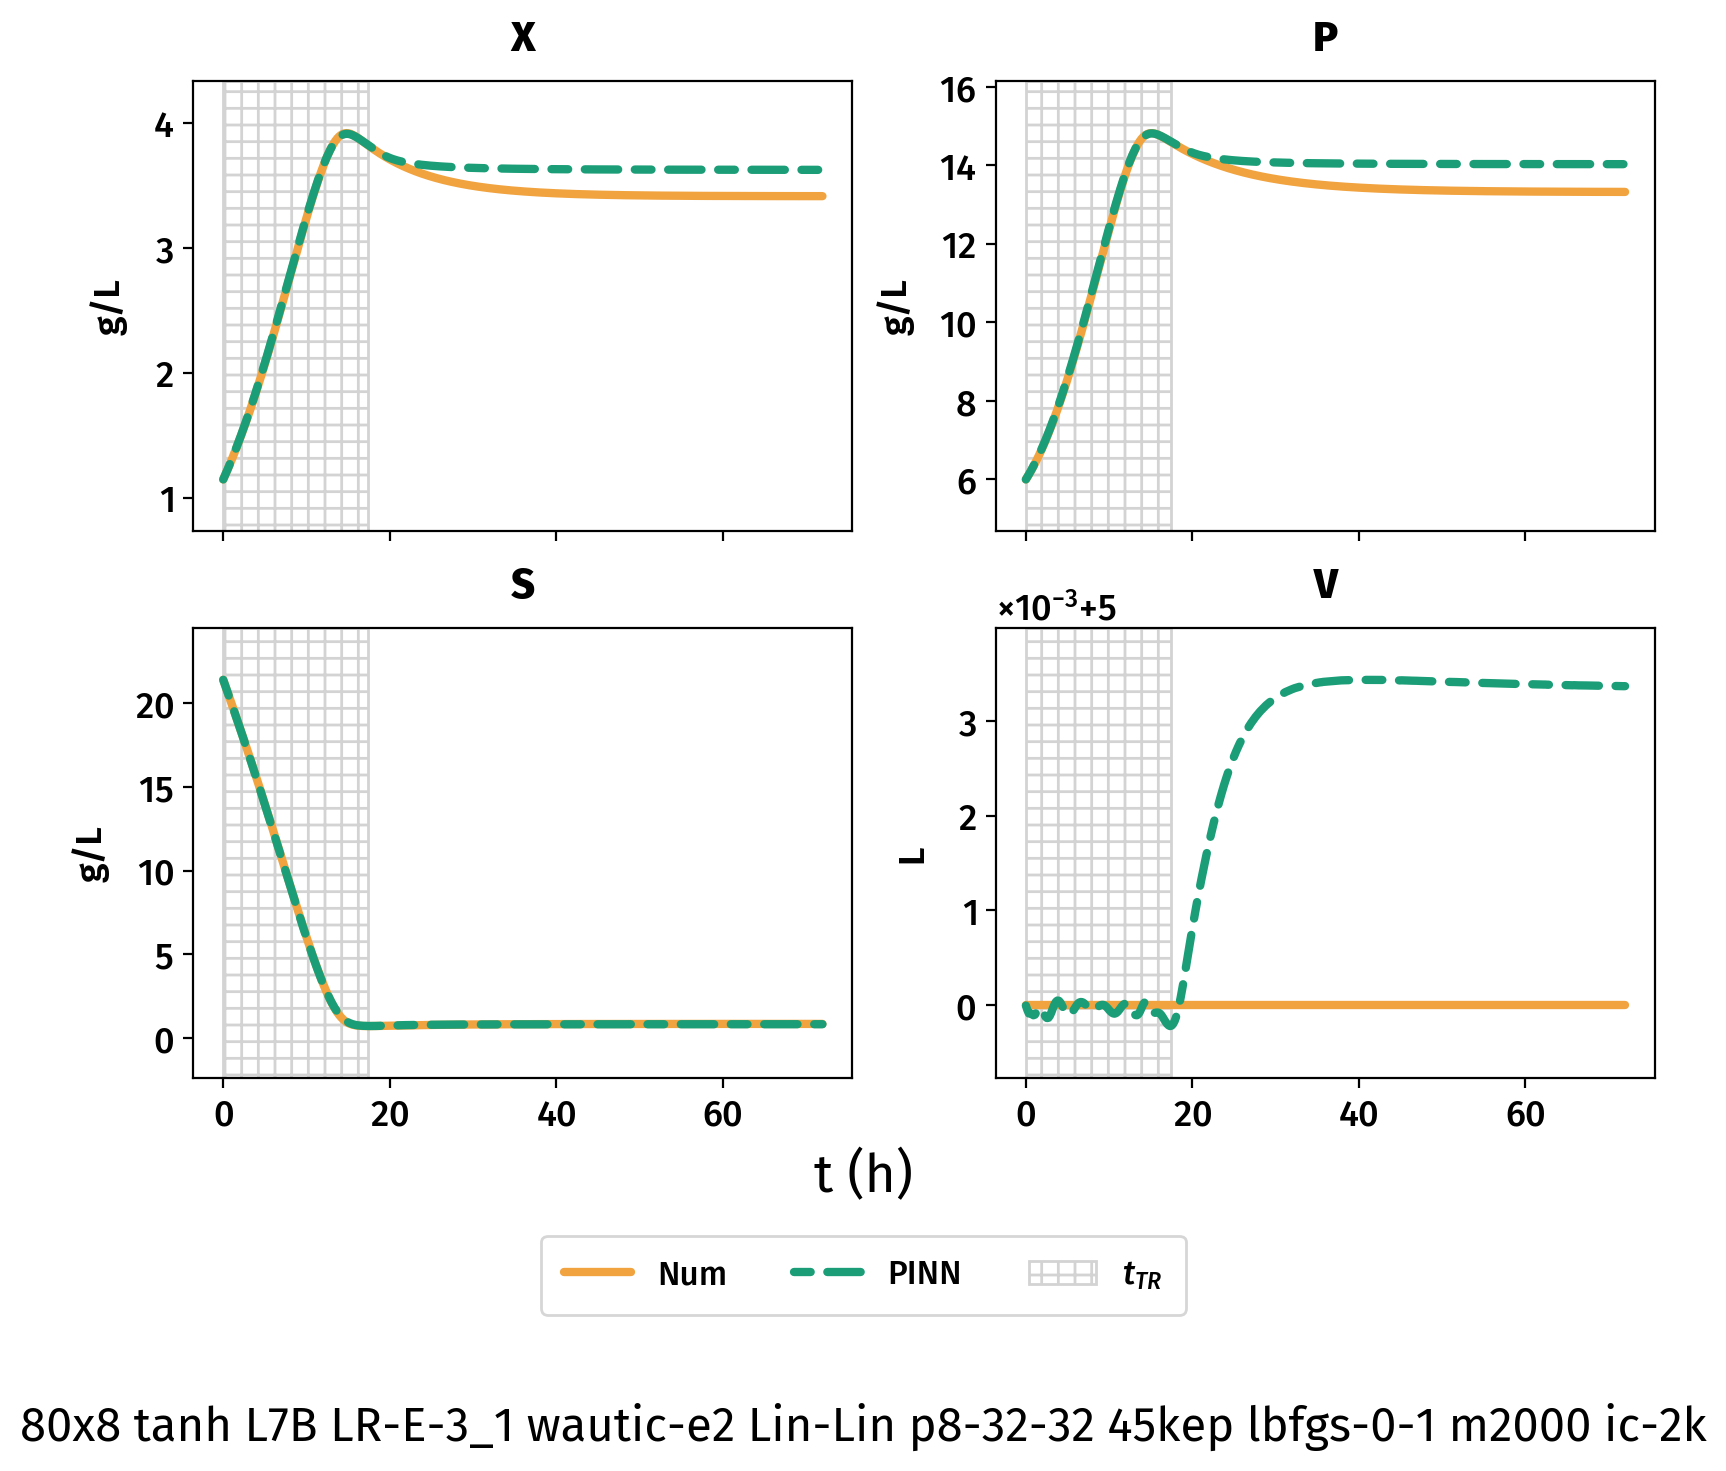 X
P
4
3
2
1
g/L
16
14
12
10
8
6
g/L
S
V
×10⁻³+5
20
15
10
5
0
g/L
3
2
1
0
L
0 20 40 60
0 20 40 60
t (h)
Num PINN t_TR
80x8 tanh L7B LR-E-3_1 wautic-e2 Lin-Lin p8-32-32 45kep lbfgs-0-1 m2000 ic-2k